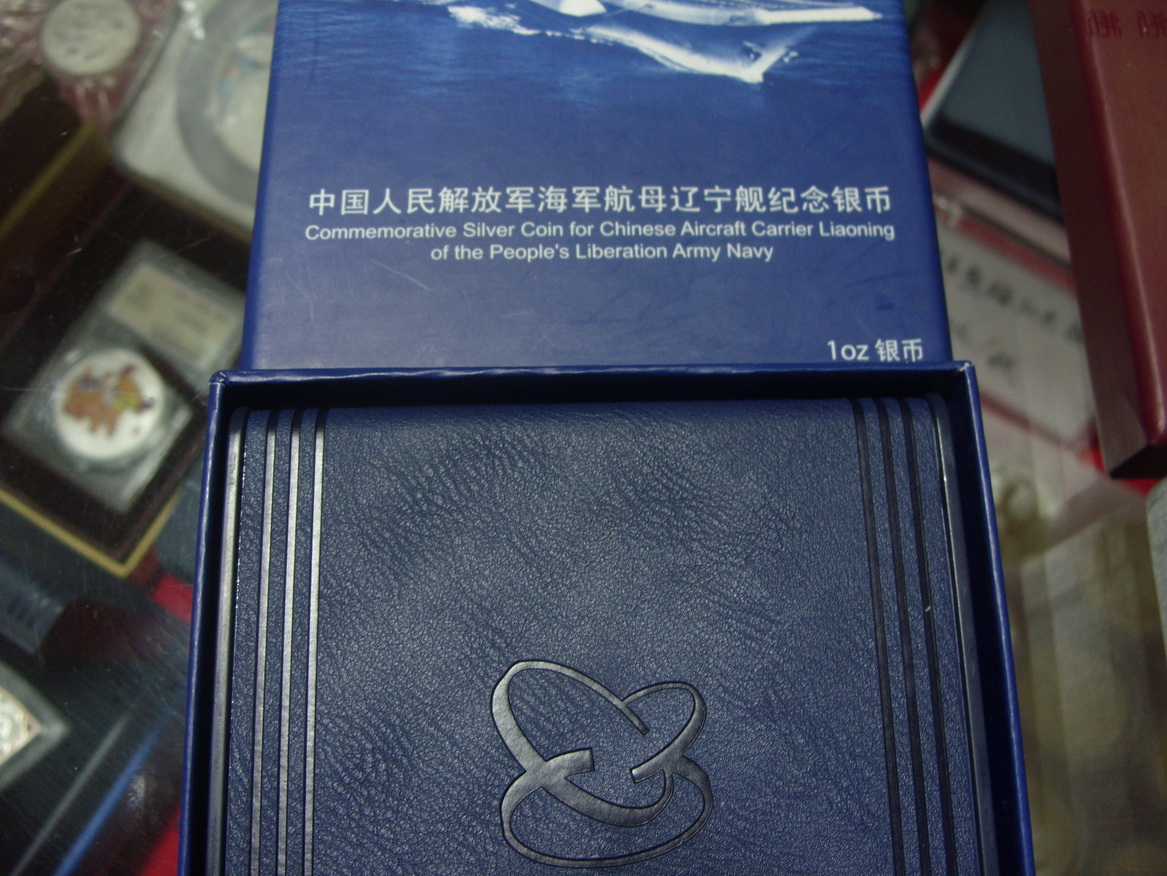 中国人民解放军海军航母辽宁舰纪念银币
Commemorative Silver Coin for Chinese Aircraft Carrier Liaoning
of the People's Liberation Army Navy
1oz 银币